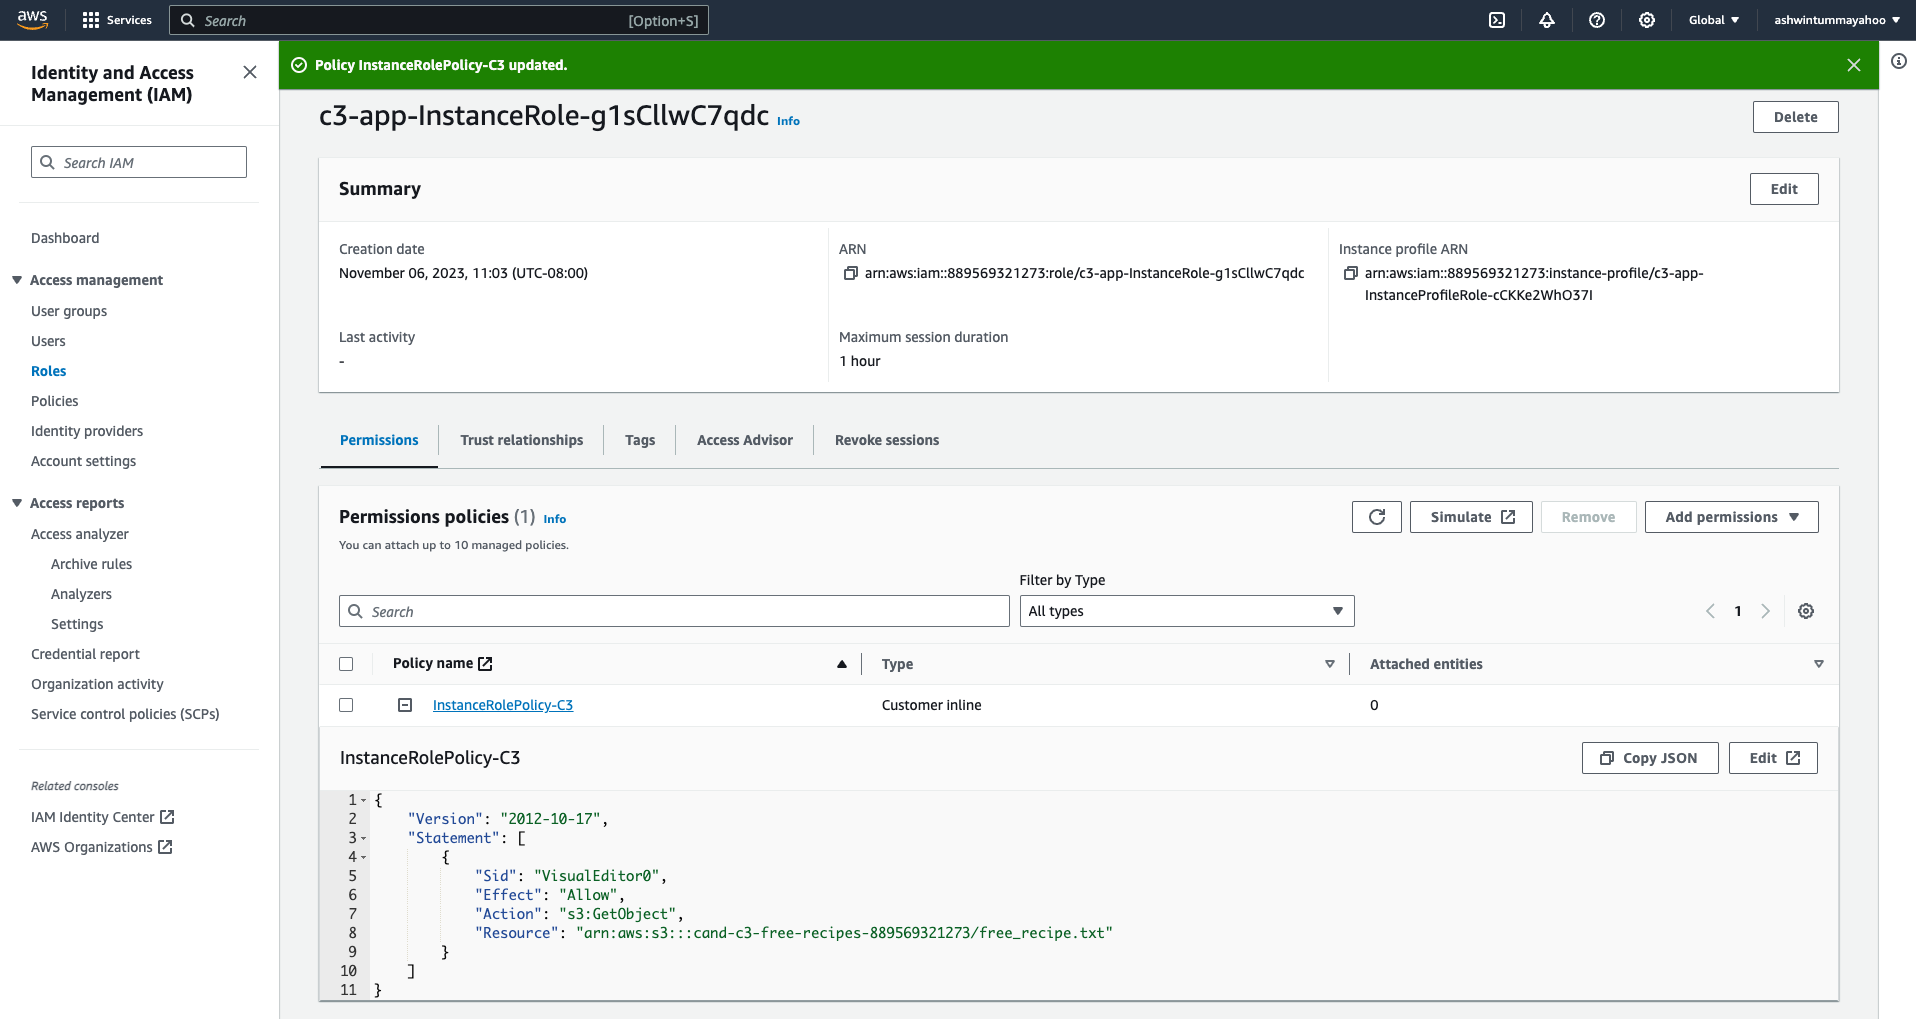 aws
Services
Search
[Option+S]
Global
ashwintummayahoo
Identity and Access
Management (IAM)
Search IAM
Dashboard
Access management
User groups
Users
Roles
Policies
Identity providers
Account settings
Access reports
Access analyzer
Archive rules
Analyzers
Settings
Credential report
Organization activity
Service control policies (SCPs)
Related consoles
IAM Identity Center
AWS Organizations
Policy InstanceRolePolicy-C3 updated.
c3-app-InstanceRole-g1sCllwC7qdc Info
Delete
Summary
Edit
Creation date
November 06, 2023, 11:03 (UTC-08:00)
ARN
arn:aws:iam::889569321273:role/c3-app-InstanceRole-g1sCllwC7qdc
Instance profile ARN
arn:aws:iam::889569321273:instance-profile/c3-app-
InstanceProfileRole-cCKKe2WhO37I
Last activity
-
Maximum session duration
1 hour
Permissions
Trust relationships
Tags
Access Advisor
Revoke sessions
Permissions policies (1) Info
You can attach up to 10 managed policies.
Simulate
Remove
Add permissions
Filter by Type
Search
All types
1
Policy name
Type
Attached entities
InstanceRolePolicy-C3
Customer inline
0
InstanceRolePolicy-C3
Copy JSON
Edit
1 {
2 "Version": "2012-10-17",
3 "Statement": [
4 {
5 "Sid": "VisualEditor0",
6 "Effect": "Allow",
7 "Action": "s3:GetObject",
8 "Resource": "arn:aws:s3:::cand-c3-free-recipes-889569321273/free_recipe.txt"
9 }
10 ]
11 }